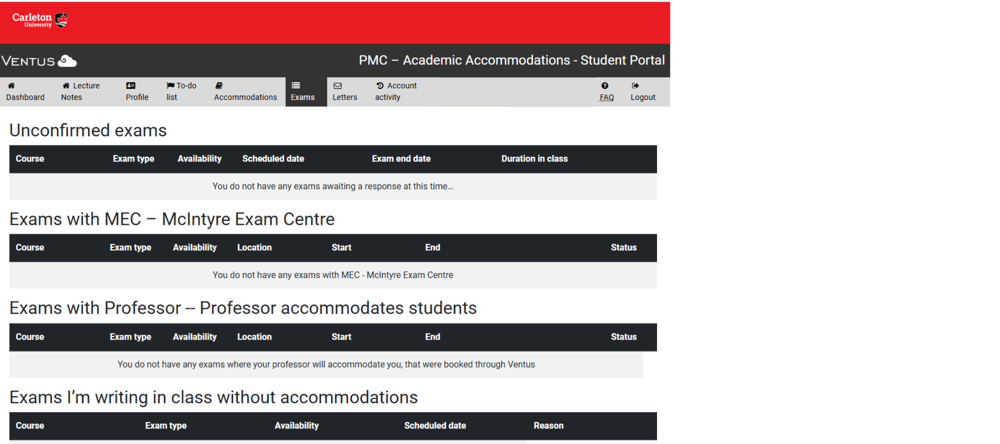 Carleton
University
VENTUS
PMC – Academic Accommodations - Student Portal
Dashboard
Lecture Notes
Profile
To-do list
Accommodations
Exams
Letters
Account activity
FAQ
Logout
Unconfirmed exams
Course Exam type Availability Scheduled date Exam end date Duration in class
You do not have any exams awaiting a response at this time...
Exams with MEC – McIntyre Exam Centre
Course Exam type Availability Location Start End Status
You do not have any exams with MEC - McIntyre Exam Centre
Exams with Professor -- Professor accommodates students
Course Exam type Availability Location Start End Status
You do not have any exams where your professor will accommodate you, that were booked through Ventus
Exams I’m writing in class without accommodations
Course Exam type Availability Scheduled date Reason